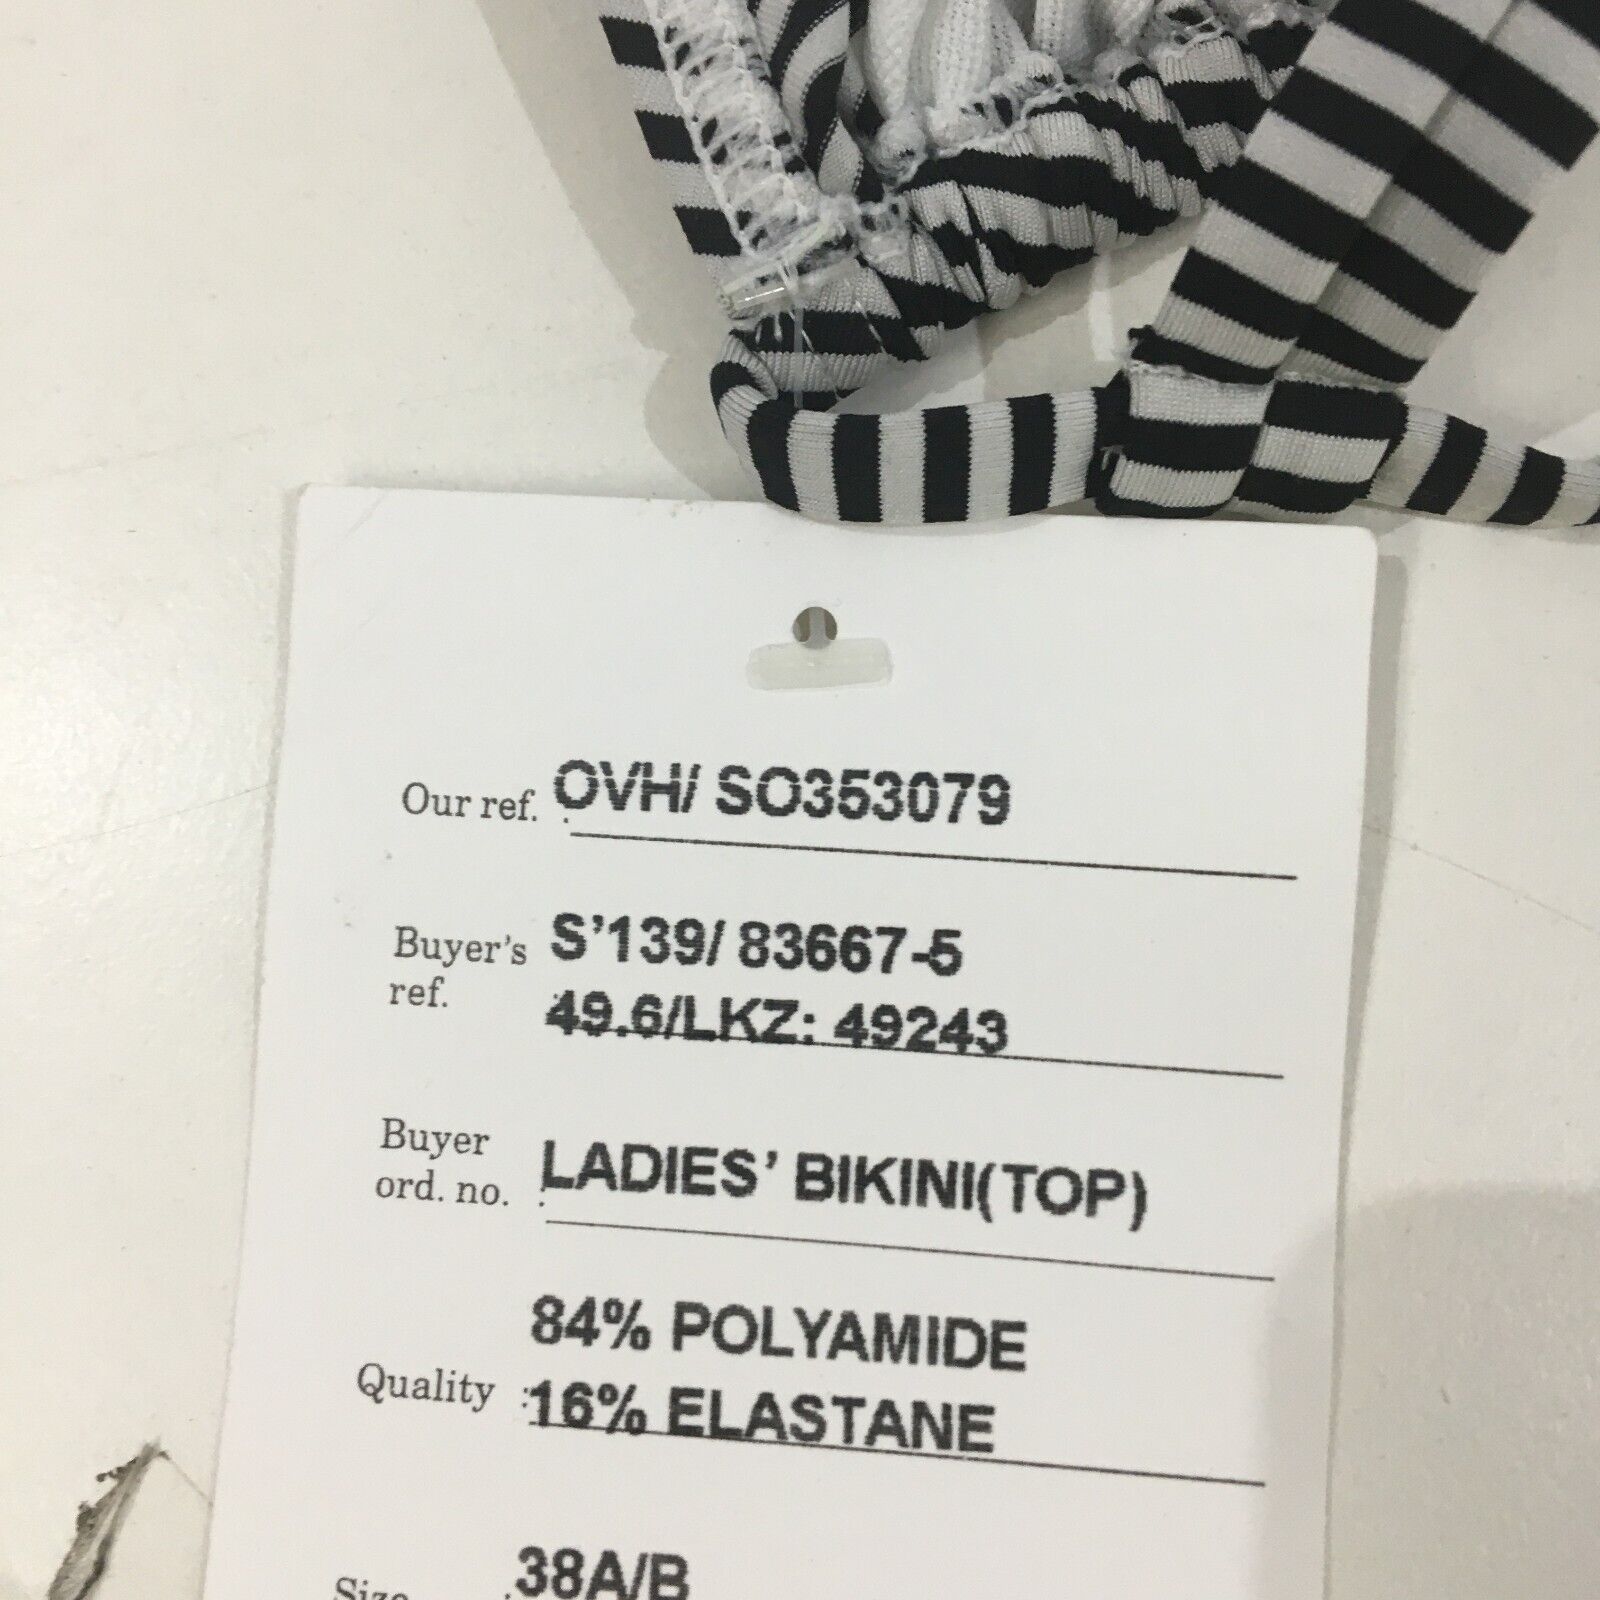 Our ref. : OVH/ SO353079
Buyer's ref. S'139/ 83667-5
49.6/LKZ: 49243
Buyer ord. no. : LADIES' BIKINI(TOP)
84% POLYAMIDE
Quality : 16% ELASTANE
Size : 38A/B